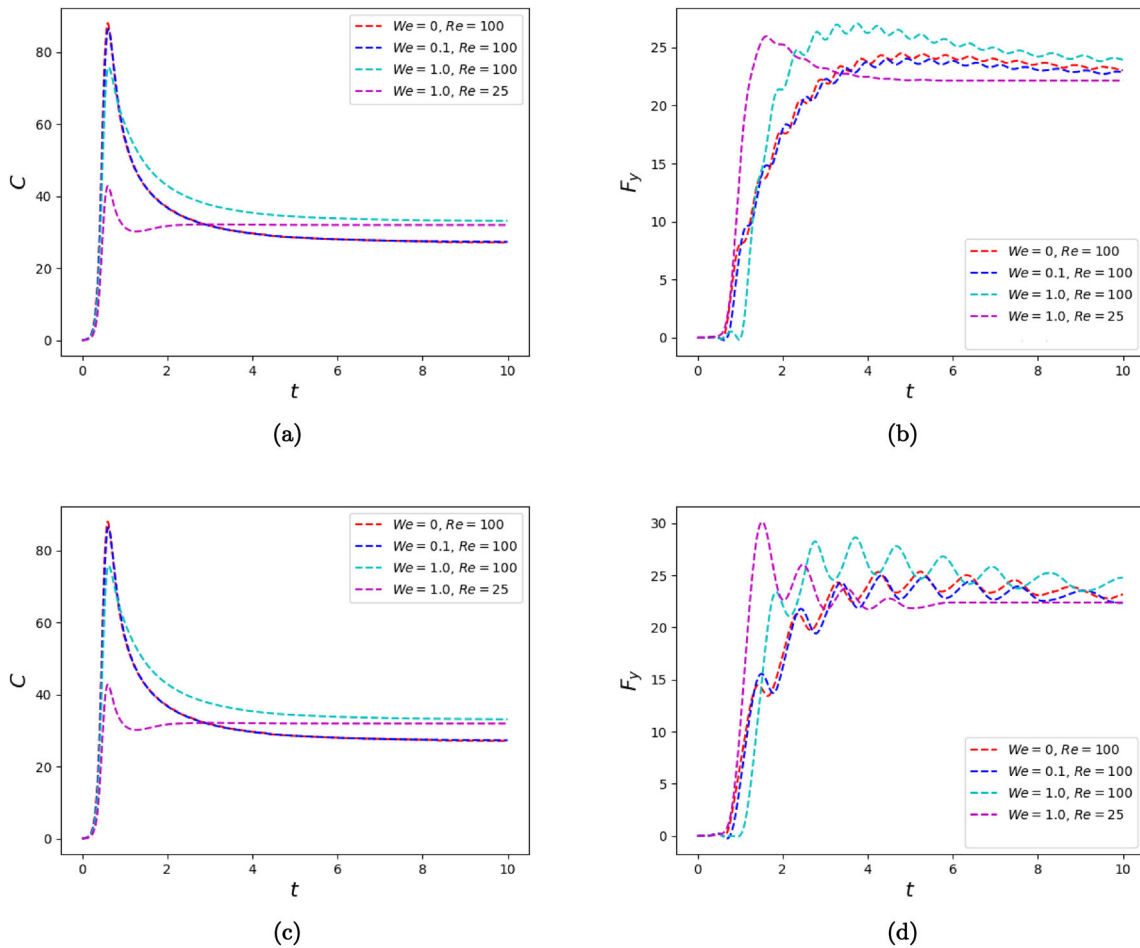 We = 0, Re = 100
We = 0.1, Re = 100
We = 1.0, Re = 100
We = 1.0, Re = 25
80
60
40
20
0
C
0 2 4 6 8 10
t
(a)
25
20
15
10
5
0
F_y
We = 0, Re = 100
We = 0.1, Re = 100
We = 1.0, Re = 100
We = 1.0, Re = 25
0 2 4 6 8 10
t
(b)
We = 0, Re = 100
We = 0.1, Re = 100
We = 1.0, Re = 100
We = 1.0, Re = 25
80
60
40
20
0
C
0 2 4 6 8 10
t
(c)
30
25
20
15
10
5
0
F_y
We = 0, Re = 100
We = 0.1, Re = 100
We = 1.0, Re = 100
We = 1.0, Re = 25
0 2 4 6 8 10
t
(d)